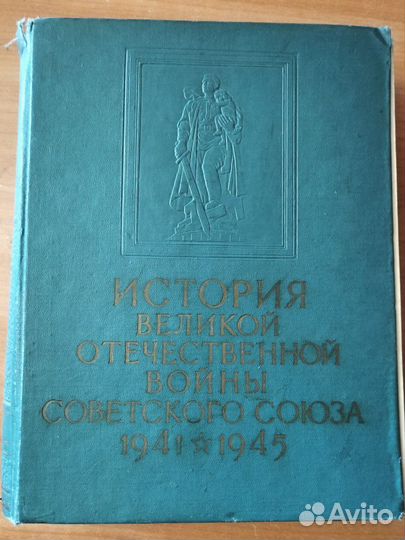 ИСТОРИЯ
ВЕЛИКОЙ
ОТЕЧЕСТВЕННОЙ
ВОЙНЫ
СОВЕТСКОГО СОЮЗА
1941 ☆ 1945
Avito